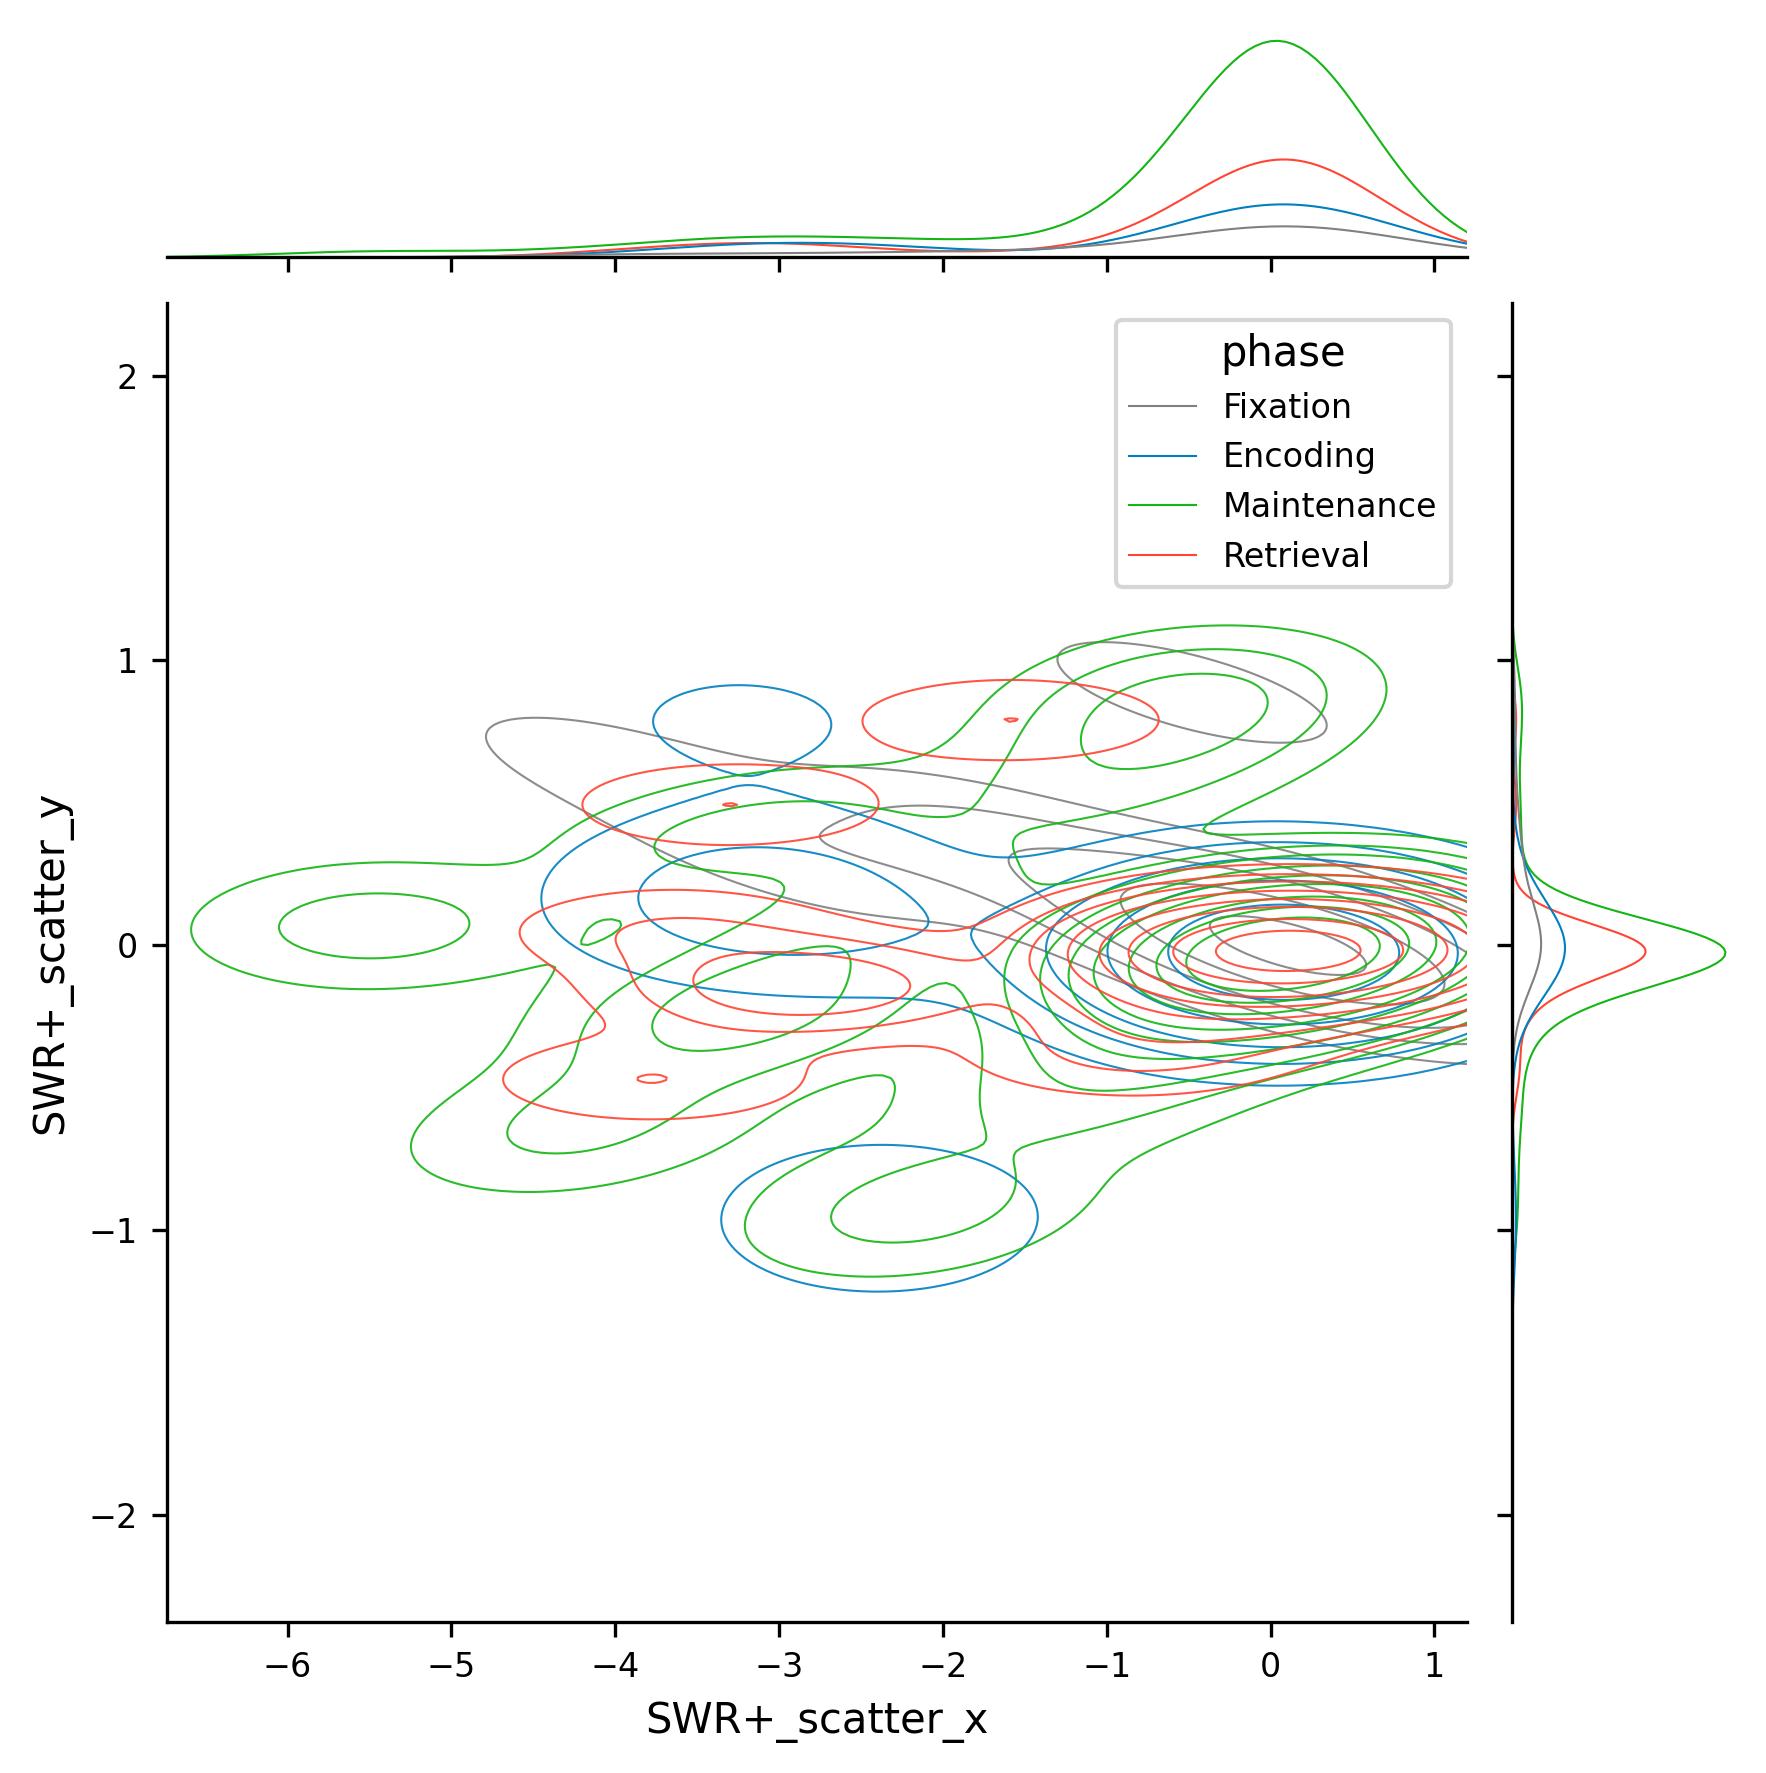 phase
Fixation
Encoding
Maintenance
Retrieval
2
1
0
−1
−2
SWR+_scatter_y
−6 −5 −4 −3 −2 −1 0 1
SWR+_scatter_x